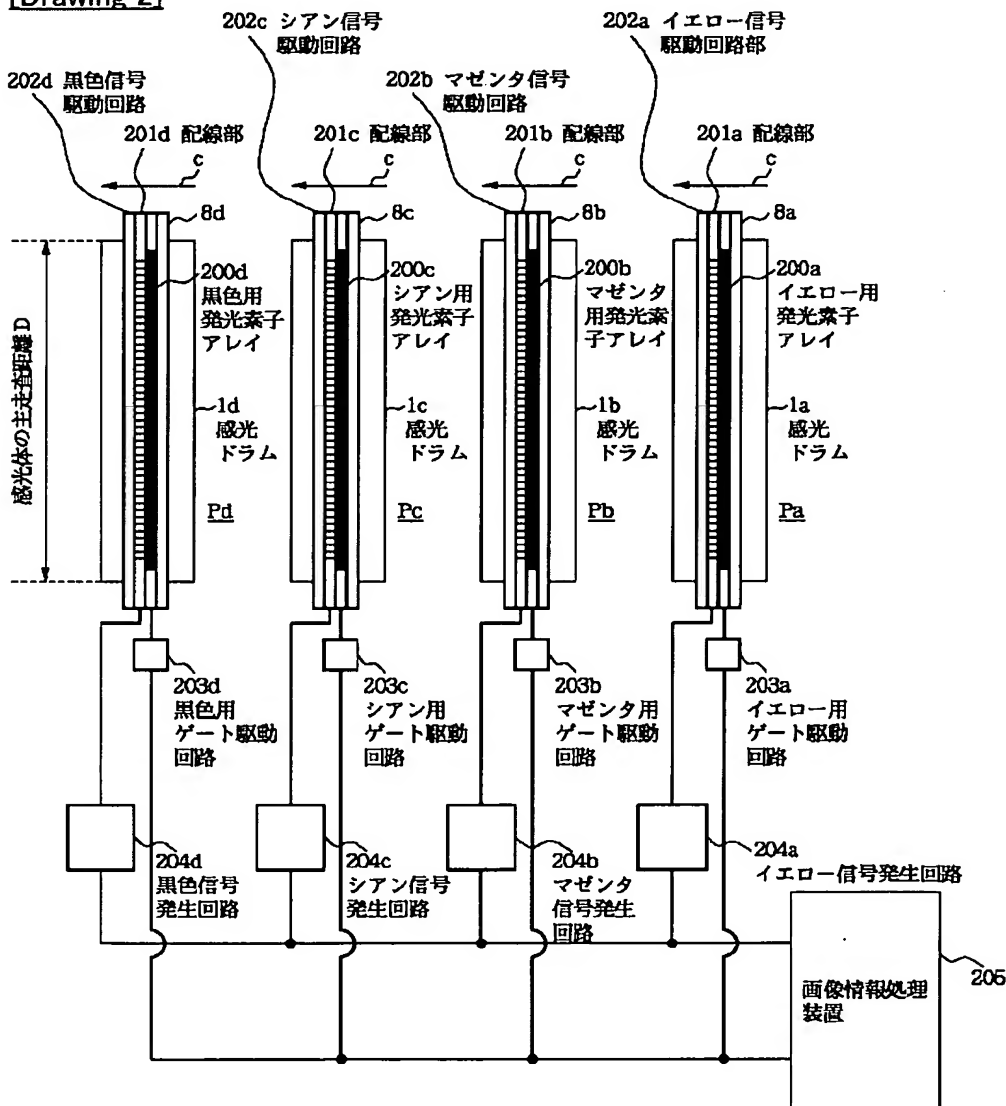 [Drawing 2]
202c シアン信号
駆動回路
202a イエロー信号
駆動回路部
202d 黒色信号
駆動回路
202b マゼンタ信号
駆動回路
201d 配線部
201c 配線部
201b 配線部
201a 配線部
c
c
c
c
8d
8c
8b
8a
200d
黒色用
発光素子
アレイ
200c
シアン用
発光素子
アレイ
200b
マゼンタ
用発光素
子アレイ
200a
イエロー用
発光素子
アレイ
感光体の主走査距離D
1d
感光
ドラム
1c
感光
ドラム
1b
感光
ドラム
1a
感光
ドラム
Pd
Pc
Pb
Pa
203d
黒色用
ゲート駆動
回路
203c
シアン用
ゲート駆動
回路
203b
マゼンタ用
ゲート駆動
回路
203a
イエロー用
ゲート駆動
回路
204d
黒色信号
発生回路
204c
シアン信号
発生回路
204b
マゼンタ
信号発生
回路
204a
イエロー信号発生回路
205
画像情報処理
装置